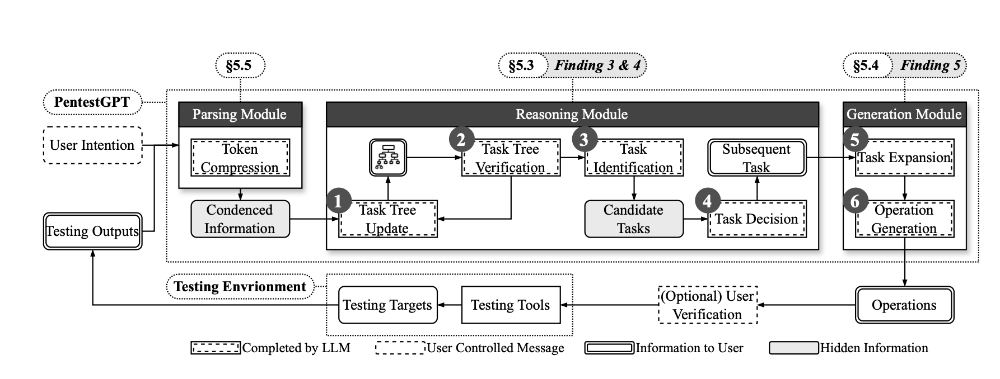 §5.5
§5.3 Finding 3 & 4
§5.4 Finding 5
PentestGPT
Parsing Module
Reasoning Module
Generation Module
User Intention
Token
Compression
2
Task Tree
Verification
3
Task
Identification
Subsequent
Task
5
Task Expansion
Testing Outputs
Condenced
Information
1
Task Tree
Update
Candidate
Tasks
4
Task Decision
6
Operation
Generation
Testing Envrionment
Testing Targets
Testing Tools
(Optional) User
Verification
Operations
Completed by LLM
User Controlled Message
Information to User
Hidden Information